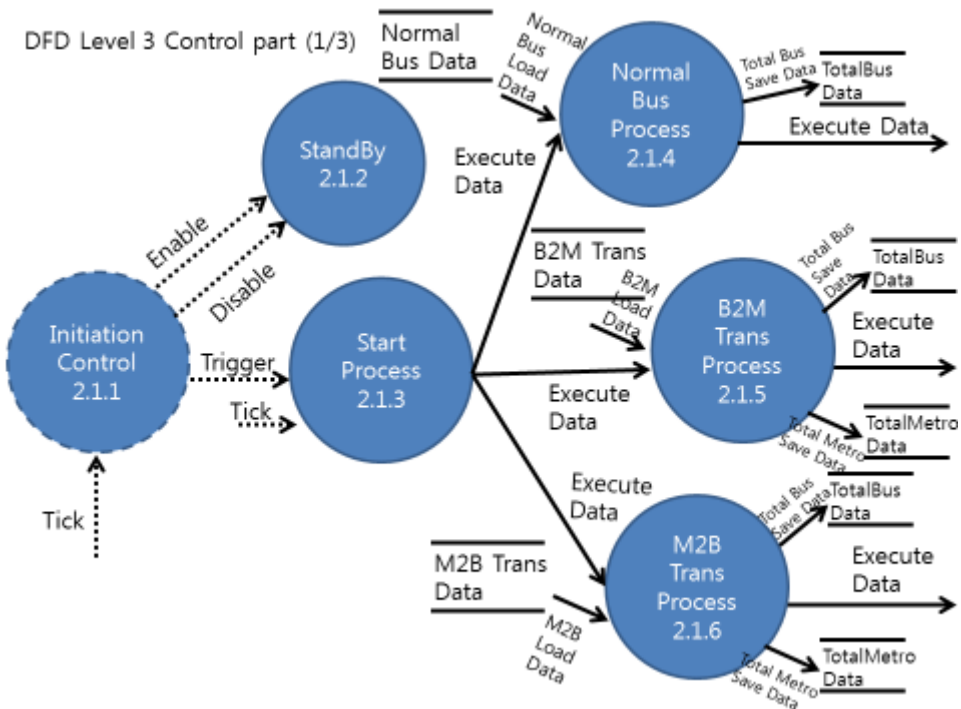 DFD Level 3 Control part (1/3)
Normal
Bus Data
Normal
Bus
Load
Data
Normal
Bus
Process
2.1.4
Total Bus
Save Data
TotalBus
Data
Execute Data
StandBy
2.1.2
Execute
Data
Enable
Disable
B2M Trans
Data
B2M
Load
Data
B2M
Trans
Process
2.1.5
Total Bus
Save
Data
TotalBus
Data
Execute
Data
Initiation
Control
2.1.1
Trigger
Tick
Start
Process
2.1.3
Execute
Data
Total Metro
Save Data
TotalMetro
Data
Tick
Execute
Data
M2B Trans
Data
M2B
Load
Data
M2B
Trans
Process
2.1.6
Total Bus
Save Data
TotalBus
Data
Execute
Data
Total Metro
Save Data
TotalMetro
Data